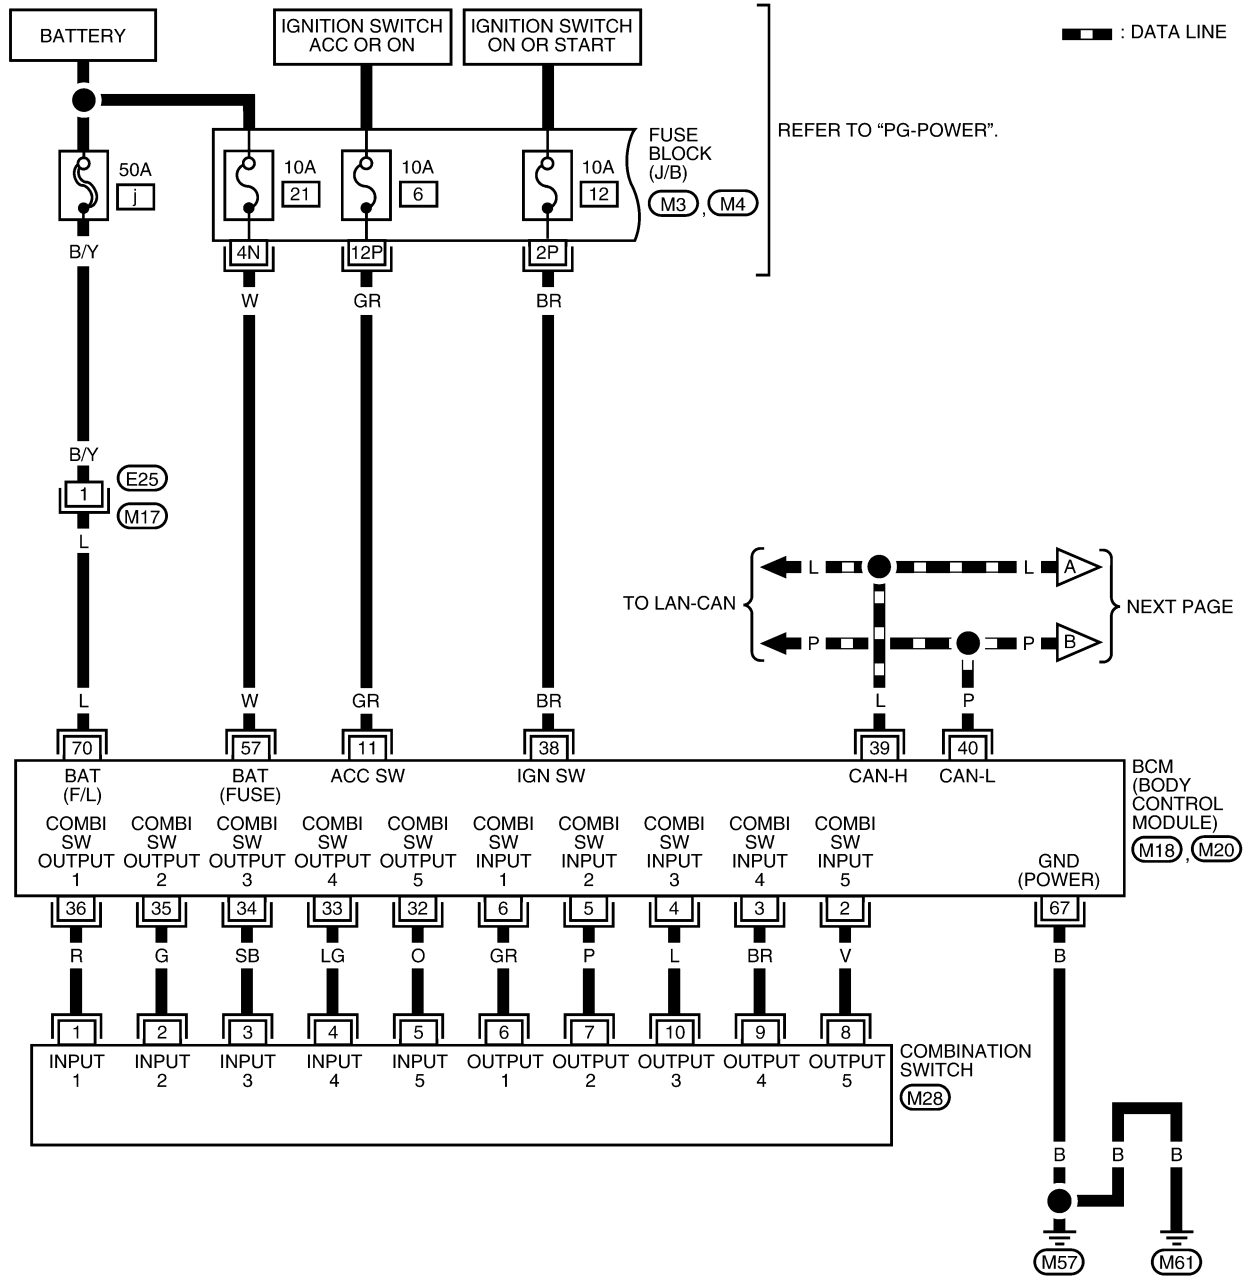 BATTERY
IGNITION SWITCH
ACC OR ON
IGNITION SWITCH
ON OR START
: DATA LINE
REFER TO “PG-POWER”.
50A
j
10A
21
10A
6
10A
12
FUSE
BLOCK
(J/B)
M3 , M4
4N
12P
2P
B/Y
W
GR
BR
B/Y
1
E25
M17
L
TO LAN-CAN
L
L
A
P
P
B
NEXT PAGE
L
W
GR
BR
L
P
70
57
11
38
39
40
BAT
(F/L)
BAT
(FUSE)
ACC SW
IGN SW
CAN-H
CAN-L
BCM
(BODY
CONTROL
MODULE)
M18 , M20
COMBI
SW
OUTPUT
1
COMBI
SW
OUTPUT
2
COMBI
SW
OUTPUT
3
COMBI
SW
OUTPUT
4
COMBI
SW
OUTPUT
5
COMBI
SW
INPUT
1
COMBI
SW
INPUT
2
COMBI
SW
INPUT
3
COMBI
SW
INPUT
4
COMBI
SW
INPUT
5
GND
(POWER)
36
35
34
33
32
6
5
4
3
2
67
R
G
SB
LG
O
GR
P
L
BR
V
B
1
2
3
4
5
6
7
10
9
8
INPUT
1
INPUT
2
INPUT
3
INPUT
4
INPUT
5
OUTPUT
1
OUTPUT
2
OUTPUT
3
OUTPUT
4
OUTPUT
5
COMBINATION
SWITCH
M28
B
B
B
M57
M61